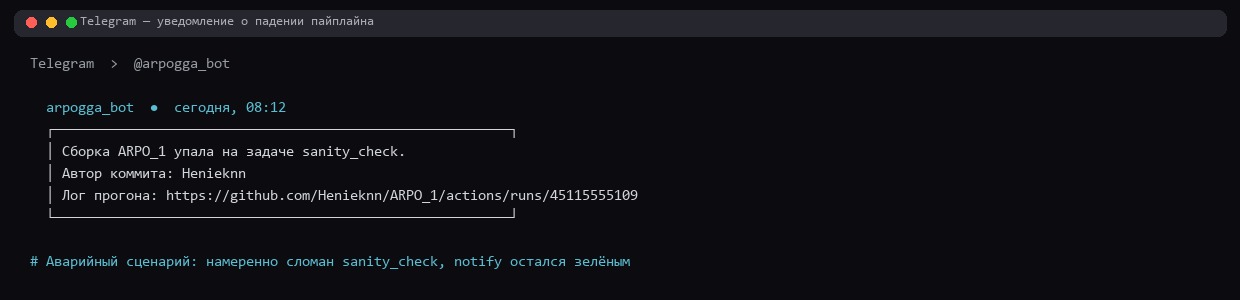 Telegram — уведомление о падении пайплайна
Telegram > @arpogga_bot
arpogga_bot ● сегодня, 08:12
Сборка ARPO_1 упала на задаче sanity_check.
Автор коммита: Henieknn
Лог прогона: https://github.com/Henieknn/ARPO_1/actions/runs/45115555109
# Аварийный сценарий: намеренно сломан sanity_check, notify остался зелёным